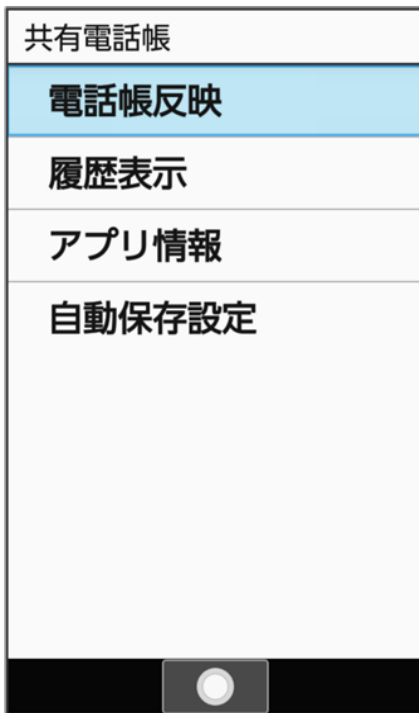 共有電話帳
電話帳反映
履歴表示
アプリ情報
自動保存設定